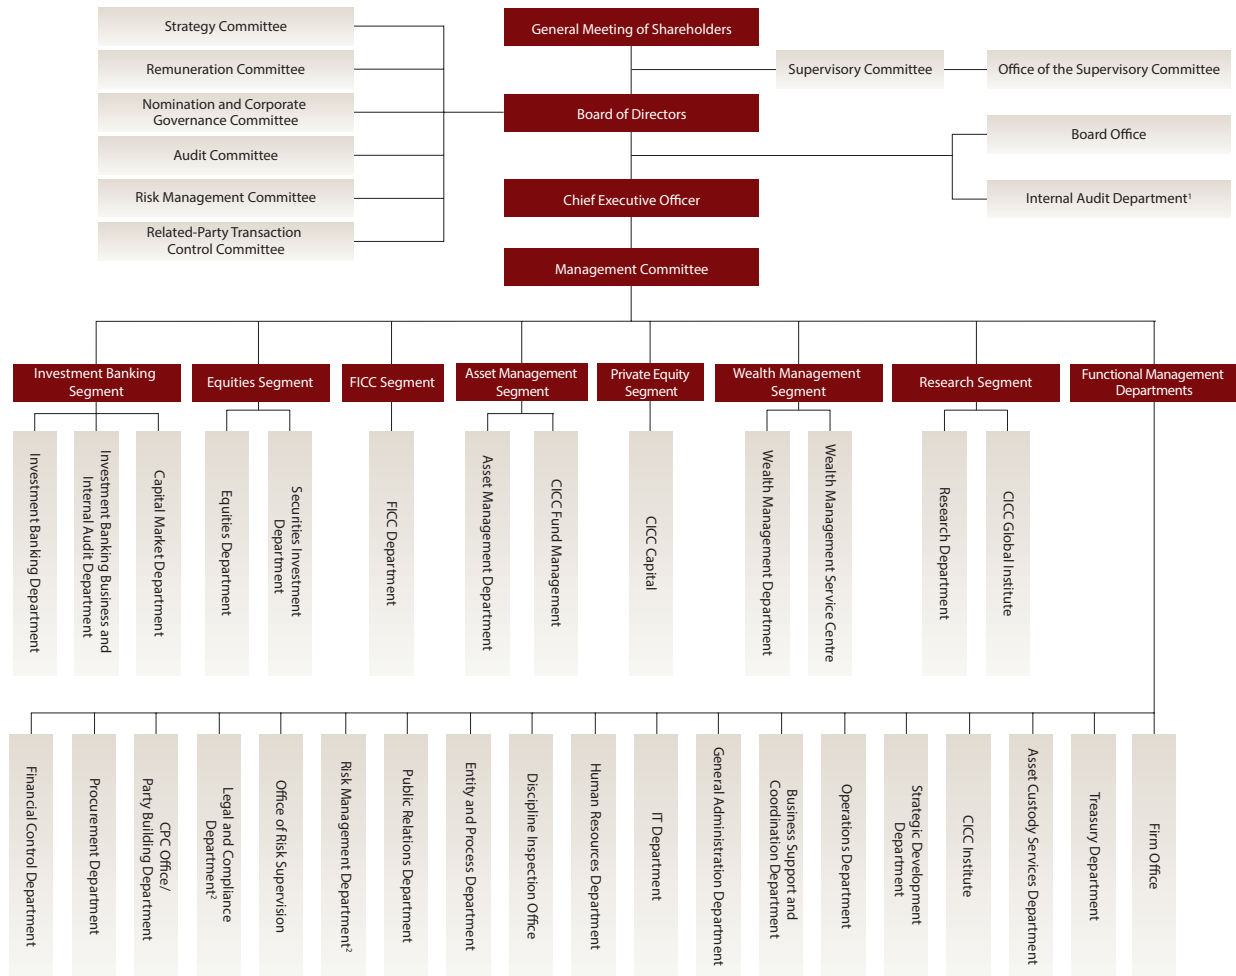 Strategy Committee
General Meeting of Shareholders
Remuneration Committee
Supervisory Committee
Office of the Supervisory Committee
Nomination and Corporate
Governance Committee
Board of Directors
Board Office
Audit Committee
Risk Management Committee
Chief Executive Officer
Internal Audit Department¹
Related-Party Transaction
Control Committee
Management Committee
Investment Banking
Segment
Equities Segment
FICC Segment
Asset Management
Segment
Private Equity
Segment
Wealth Management
Segment
Research Segment
Functional Management
Departments
Investment Banking Department
Investment Banking Business and
Internal Audit Department
Capital Market Department
Equities Department
Securities Investment
Department
FICC Department
Asset Management Department
CICC Fund Management
CICC Capital
Wealth Management Department
Wealth Management Service Centre
Research Department
CICC Global Institute
Financial Control Department
Procurement Department
CPC Office/
Party Building Department
Legal and Compliance
Department²
Office of Risk Supervision
Risk Management Department²
Public Relations Department
Entity and Process Department
Discipline Inspection Office
Human Resources Department
IT Department
General Administration Department
Business Support and
Coordination Department
Operations Department
Strategic Development
Department
CICC Institute
Asset Custody Services Department
Treasury Department
Firm Office